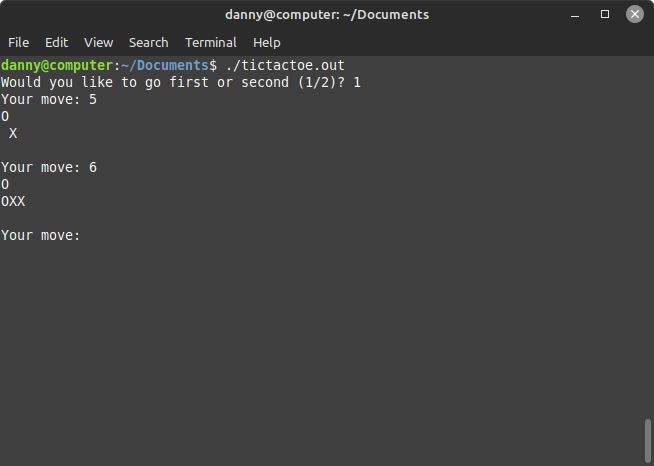 danny@computer: ~/Documents
File Edit View Search Terminal Help
danny@computer:~/Documents$ ./tictactoe.out
Would you like to go first or second (1/2)? 1
Your move: 5
O
 X
Your move: 6
O
OXX
Your move: